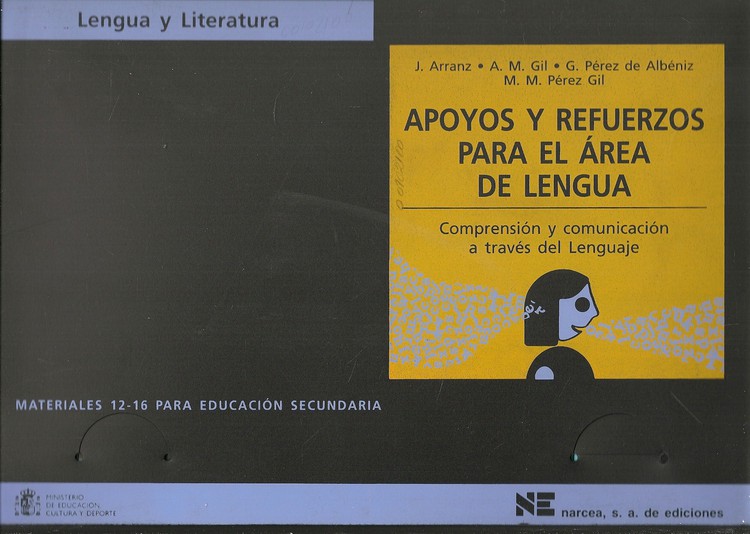 Lengua y Literatura
J. Arranz • A. M. Gil • G. Pérez de Albéniz
M. M. Pérez Gil
APOYOS Y REFUERZOS
PARA EL ÁREA
DE LENGUA
Comprensión y comunicación
a través del Lenguaje
MATERIALES 12-16 PARA EDUCACIÓN SECUNDARIA
MINISTERIO
DE EDUCACIÓN,
CULTURA Y DEPORTE
NE
narcea, s. a. de ediciones